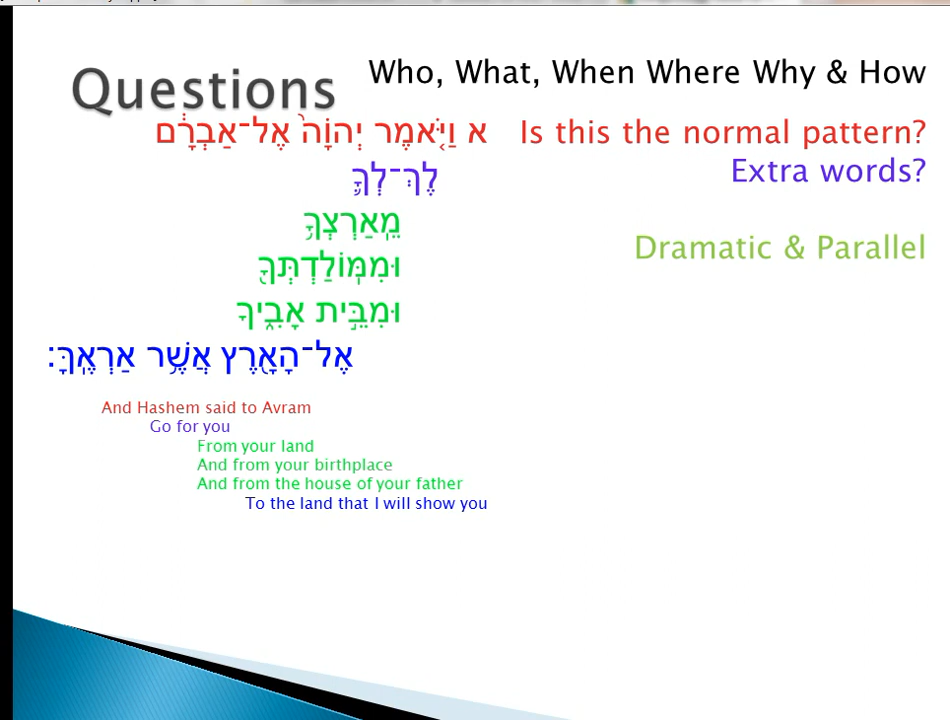 Questions
Who, What, When Where Why & How
א וַיֹּ֤אמֶר יְהוָֹה֙ אֶל־אַבְרָ֔ם
Is this the normal pattern?
לֶךְ־לְךָ֛
Extra words?
מֵֽאַרְצְךָ֥
וּמִמּֽוֹלַדְתְּךָ֖
Dramatic & Parallel
וּמִבֵּ֣ית אָבִ֑יךָ
אֶל־הָאָ֖רֶץ אֲשֶׁ֥ר אַרְאֶֽךָּ׃
And Hashem said to Avram
Go for you
From your land
And from your birthplace
And from the house of your father
To the land that I will show you